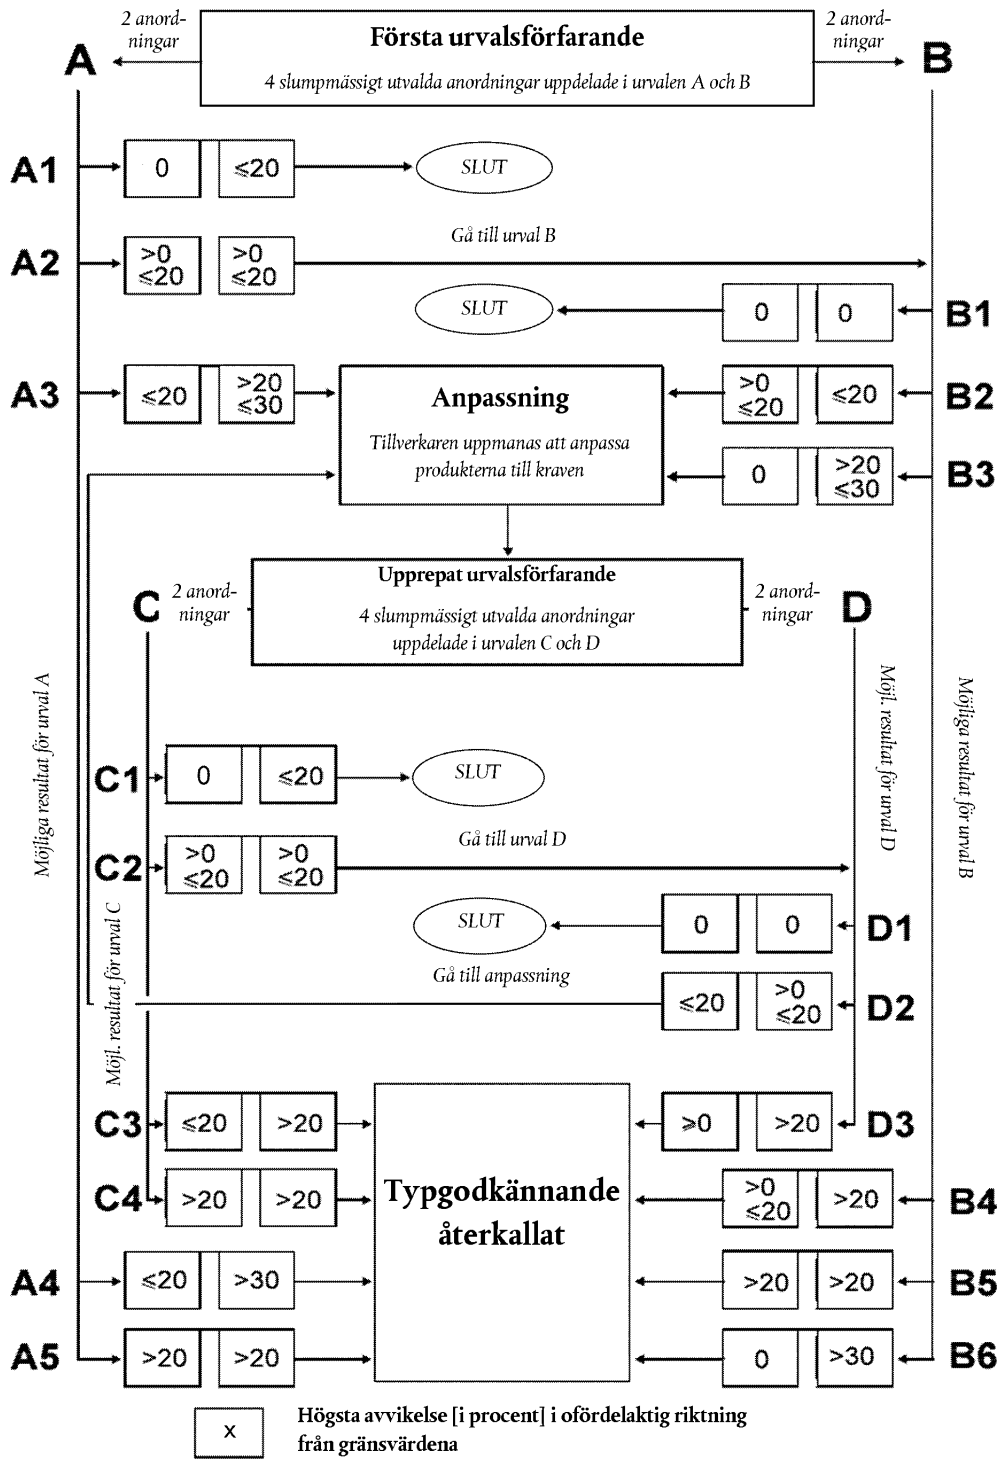 2 anord-
ningar
Första urvalsförfarande
4 slumpmässigt utvalda anordningar uppdelade i urvalen A och B
2 anord-
ningar
A
B
A1
0
≤20
SLUT
Gå till urval B
A2
>0
≤20
>0
≤20
SLUT
0
0
B1
A3
≤20
>20
≤30
Anpassning
Tillverkaren uppmanas att anpassa
produkterna till kraven
>0
≤20
≤20
B2
0
>20
≤30
B3
C
2 anord-
ningar
Upprepat urvalsförfarande
4 slumpmässigt utvalda anordningar
uppdelade i urvalen C och D
2 anord-
ningar
D
Möjliga resultat för urval A
Möjl. resultat för urval D
Möjliga resultat för urval B
C1
0
≤20
SLUT
Gå till urval D
C2
>0
≤20
>0
≤20
Möjl. resultat för urval C
SLUT
0
0
D1
Gå till anpassning
≤20
>0
≤20
D2
C3
≤20
>20
Typgodkännande
återkallat
≥0
>20
D3
C4
>20
>20
>0
≤20
>20
B4
A4
≤20
>30
>20
>20
B5
A5
>20
>20
0
>30
B6
x
Högsta avvikelse [i procent] i ofördelaktig riktning
från gränsvärdena